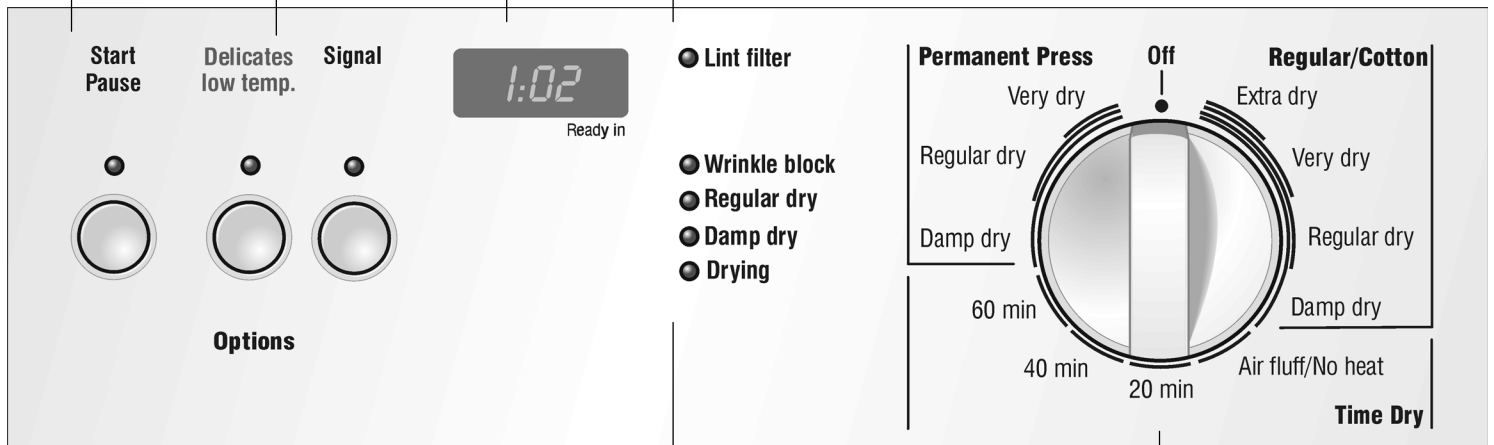 Start
Pause
Delicates
low temp.
Signal
1:02
Ready in
Options
Lint filter
Wrinkle block
Regular dry
Damp dry
Drying
Permanent Press
Off
Regular/Cotton
Very dry
Extra dry
Regular dry
Very dry
Damp dry
Regular dry
60 min
Damp dry
40 min
20 min
Air fluff/No heat
Time Dry